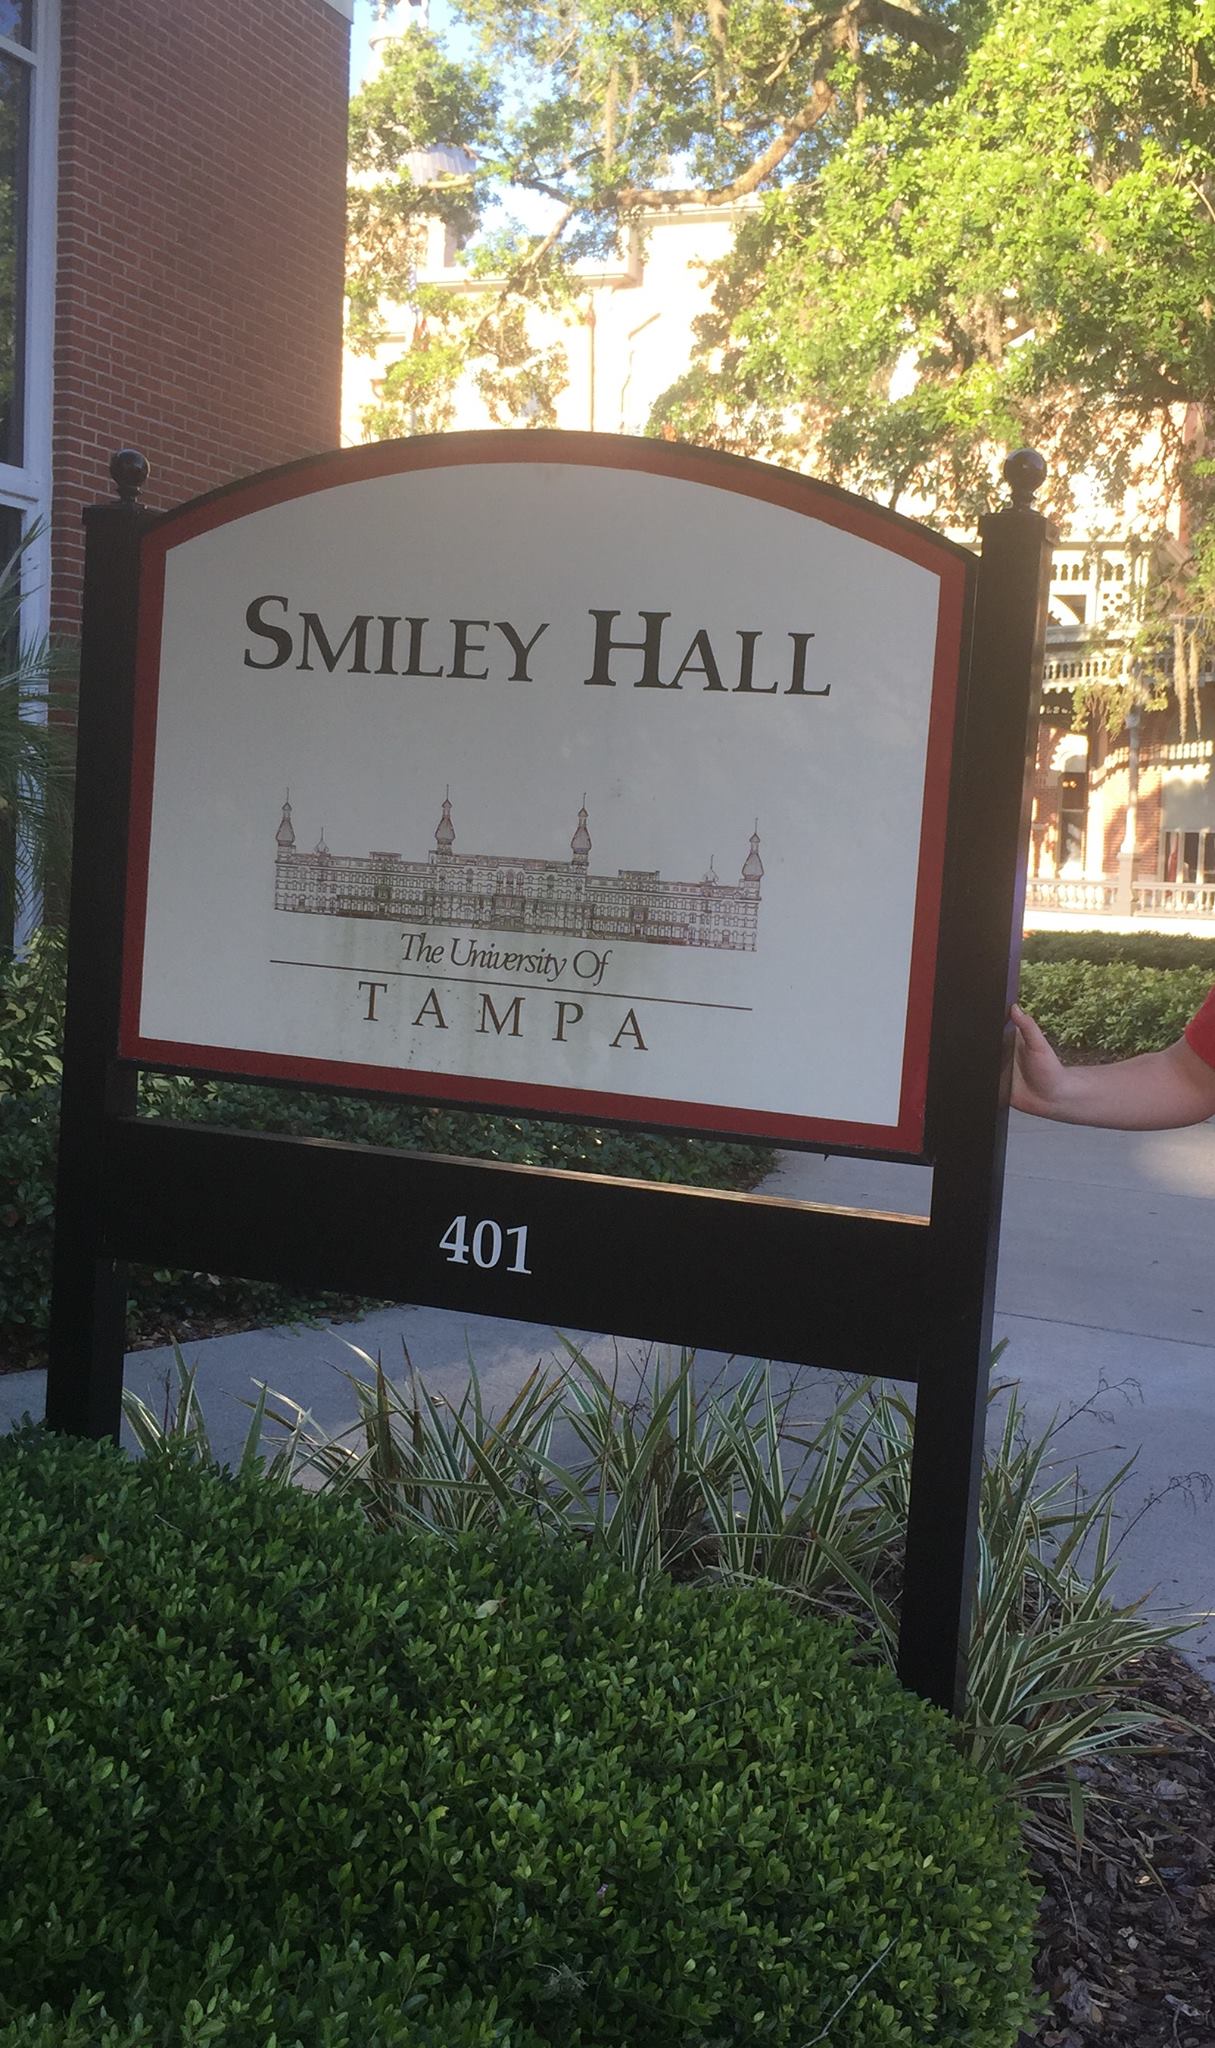 SMILEY HALL
The University Of
TAMPA
401